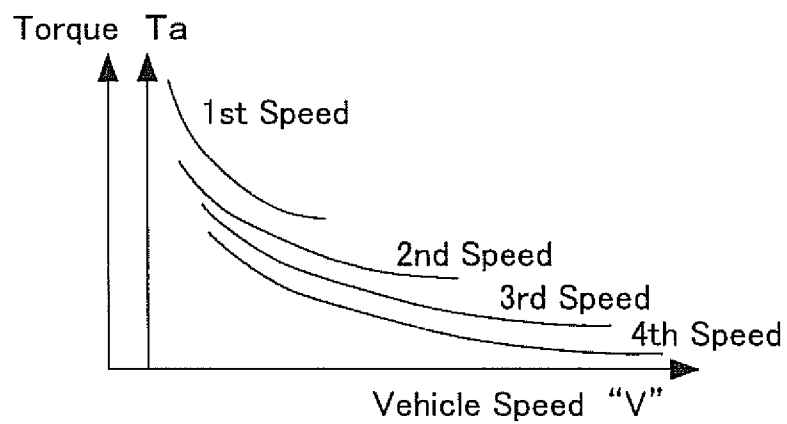 Torque Ta
1st Speed
2nd Speed
3rd Speed
4th Speed
Vehicle Speed “V”